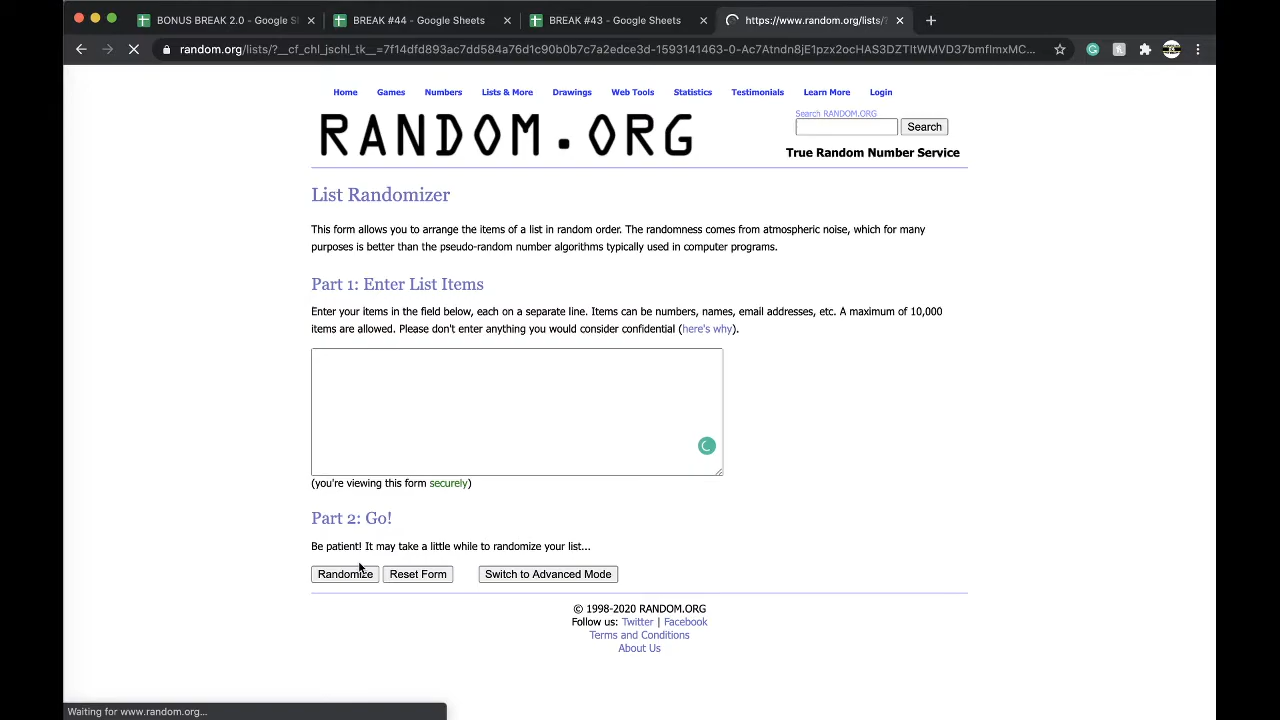 BONUS BREAK 2.0 - Google S
BREAK #44 - Google Sheets
BREAK #43 - Google Sheets
https://www.random.org/lists/?
random.org/lists/?__cf_chl_jschl_tk__=7f14dfd893ac7dd584a76d1c90b0b7c7a2edce3d-1593141463-0-Ac7Atndn8jE1pzx2ocHAS3DZTltWMVD37bmflmxMC...
Home Games Numbers Lists & More Drawings Web Tools Statistics Testimonials Learn More Login
RANDOM.ORG
Search RANDOM.ORG
Search
True Random Number Service
List Randomizer
This form allows you to arrange the items of a list in random order. The randomness comes from atmospheric noise, which for many
purposes is better than the pseudo-random number algorithms typically used in computer programs.
Part 1: Enter List Items
Enter your items in the field below, each on a separate line. Items can be numbers, names, email addresses, etc. A maximum of 10,000
items are allowed. Please don't enter anything you would consider confidential (here's why).
(you're viewing this form securely)
Part 2: Go!
Be patient! It may take a little while to randomize your list...
Randomize Reset Form Switch to Advanced Mode
© 1998-2020 RANDOM.ORG
Follow us: Twitter | Facebook
Terms and Conditions
About Us
Waiting for www.random.org...